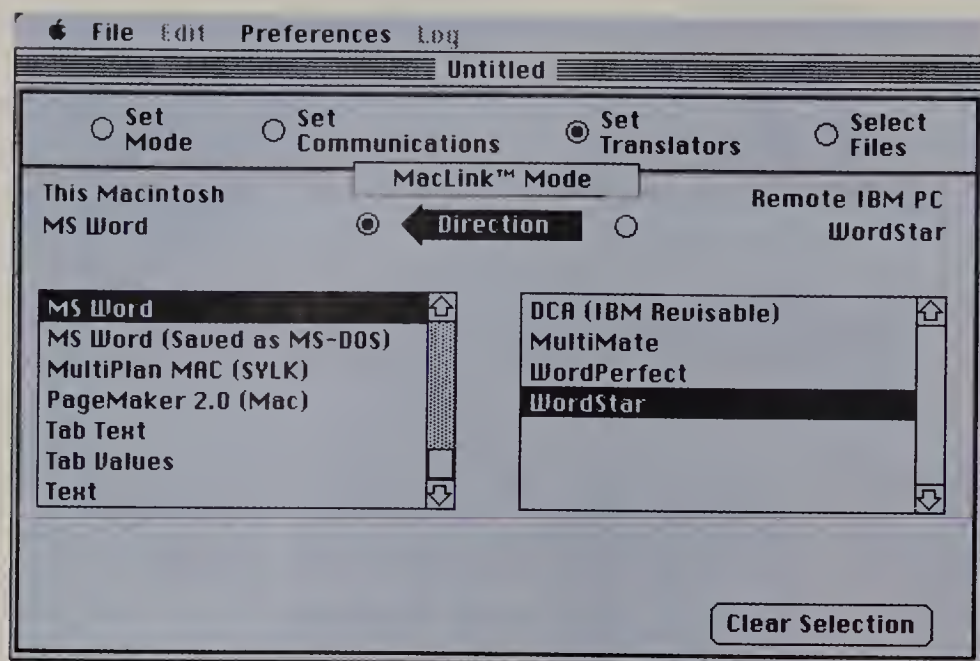 File Edit Preferences Log
Untitled
Set Mode
Set Communications
Set Translators
Select Files
MacLink™ Mode
This Macintosh
Remote IBM PC
MS Word
Direction
WordStar
MS Word
MS Word (Saved as MS-DOS)
MultiPlan MAC (SYLK)
PageMaker 2.0 (Mac)
Tab Text
Tab Values
Text
DCA (IBM Revisable)
MultiMate
WordPerfect
WordStar
Clear Selection